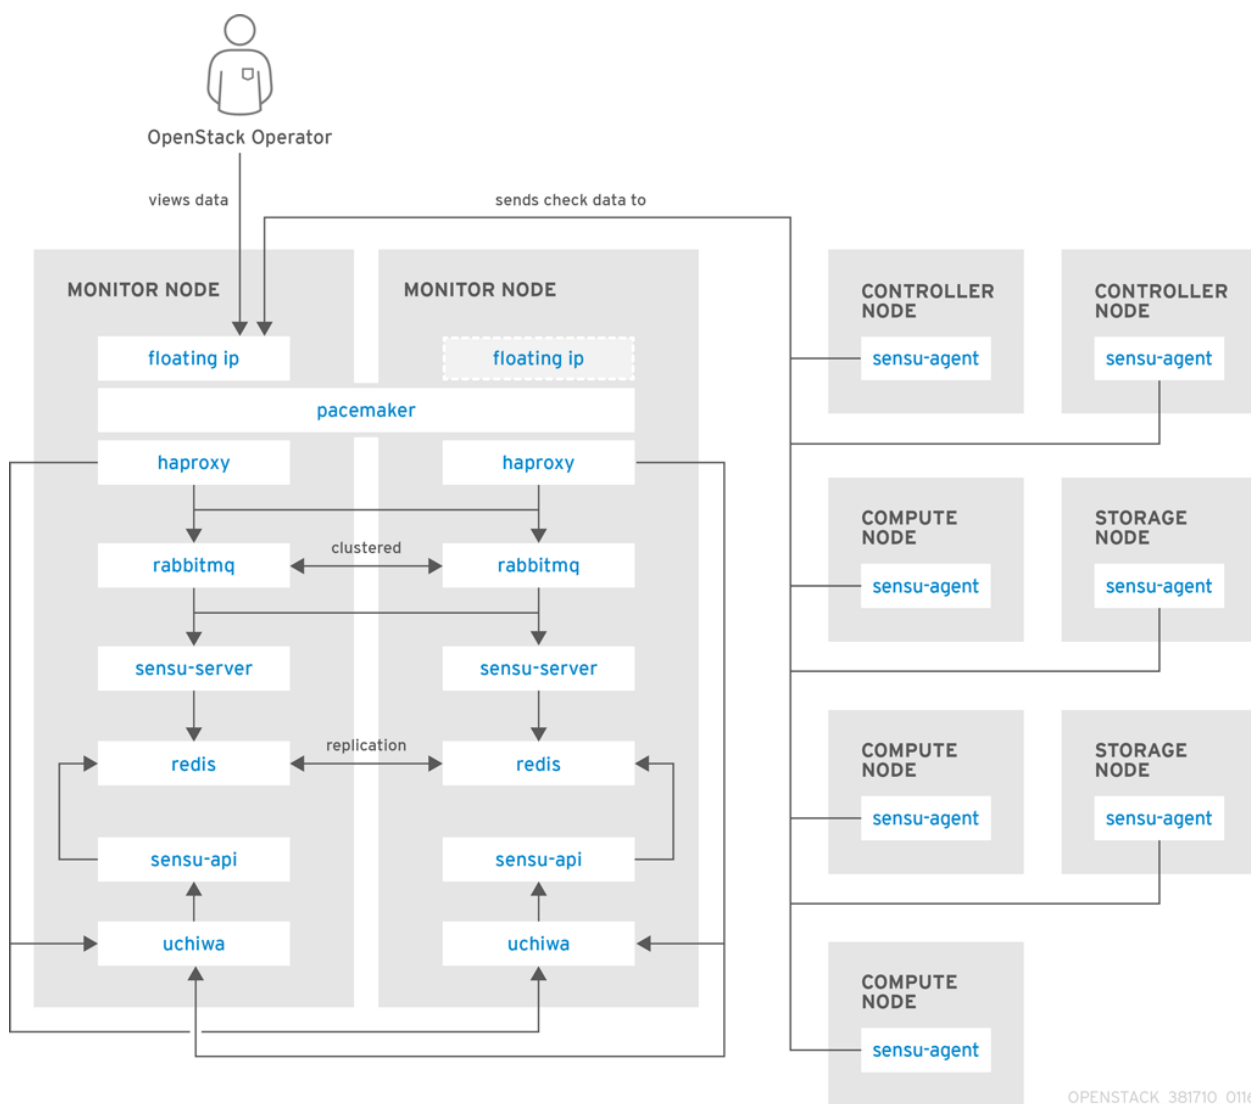 OpenStack Operator
views data
sends check data to
MONITOR NODE
MONITOR NODE
floating ip
floating ip
pacemaker
haproxy
haproxy
rabbitmq
clustered
rabbitmq
sensu-server
sensu-server
redis
replication
redis
sensu-api
sensu-api
uchiwa
uchiwa
CONTROLLER
NODE
sensu-agent
CONTROLLER
NODE
sensu-agent
COMPUTE
NODE
sensu-agent
STORAGE
NODE
sensu-agent
COMPUTE
NODE
sensu-agent
STORAGE
NODE
sensu-agent
COMPUTE
NODE
sensu-agent
OPENSTACK_381710_0116